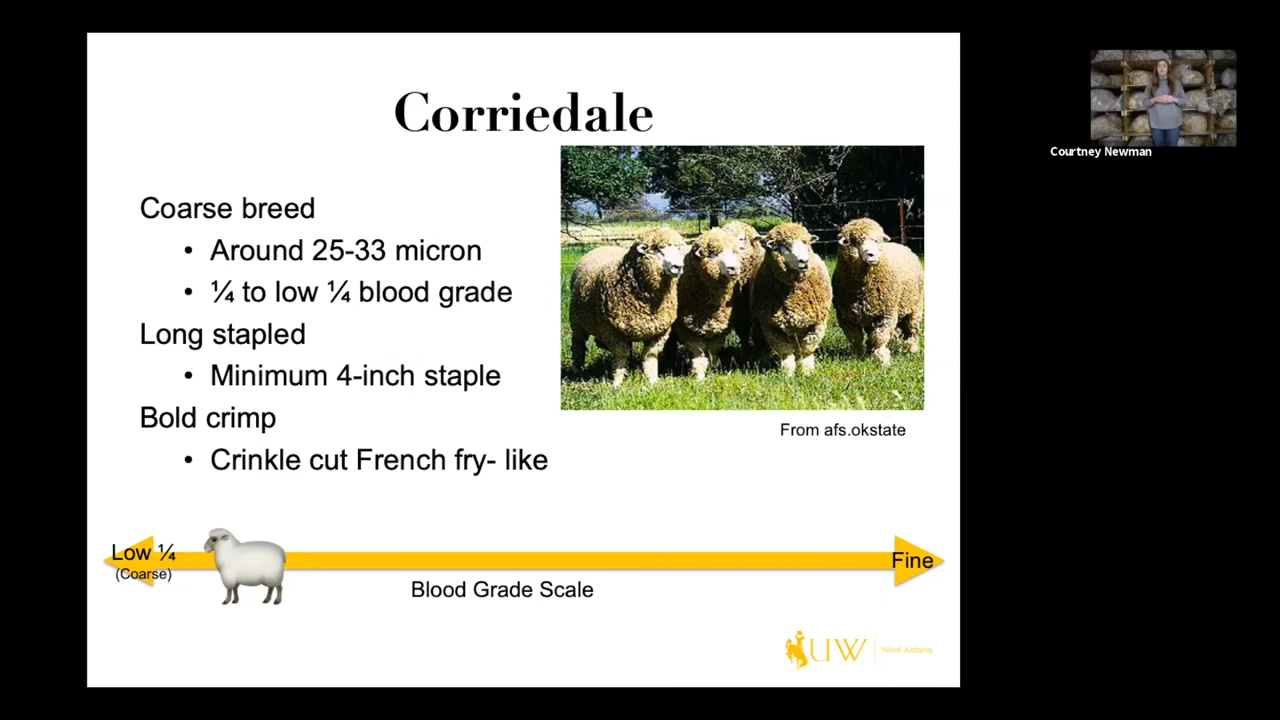 Corriedale
Coarse breed
• Around 25-33 micron
• ¼ to low ¼ blood grade
Long stapled
• Minimum 4-inch staple
Bold crimp
• Crinkle cut French fry- like
From afs.okstate
Low ¼
(Coarse)
Fine
Blood Grade Scale
UW Wool Judging
Courtney Newman